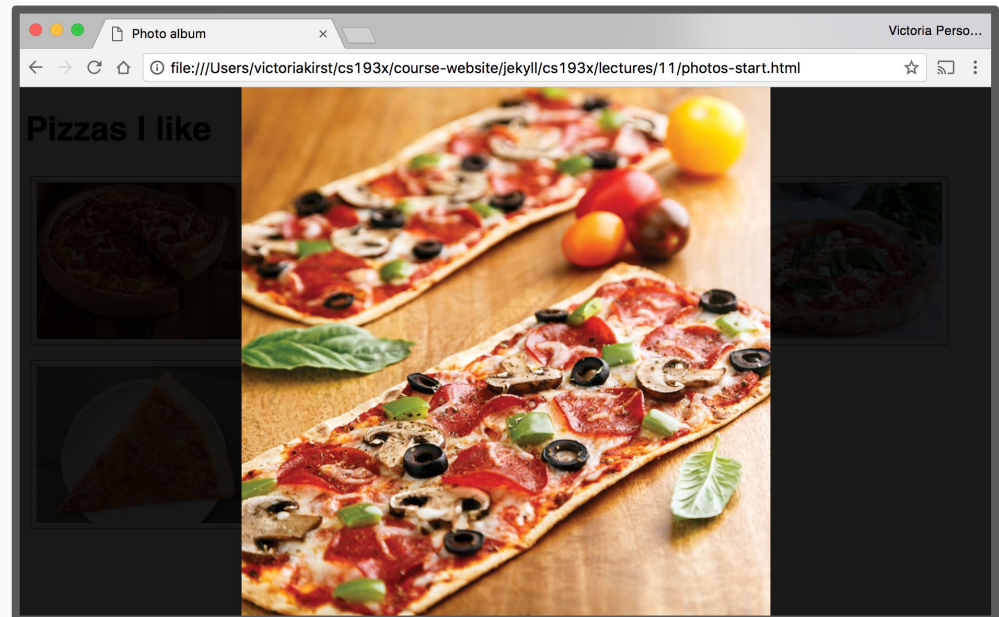 Photo album
Victoria Perso...
file:///Users/victoriakirst/cs193x/course-website/jekyll/cs193x/lectures/11/photos-start.html
Pizzas I like